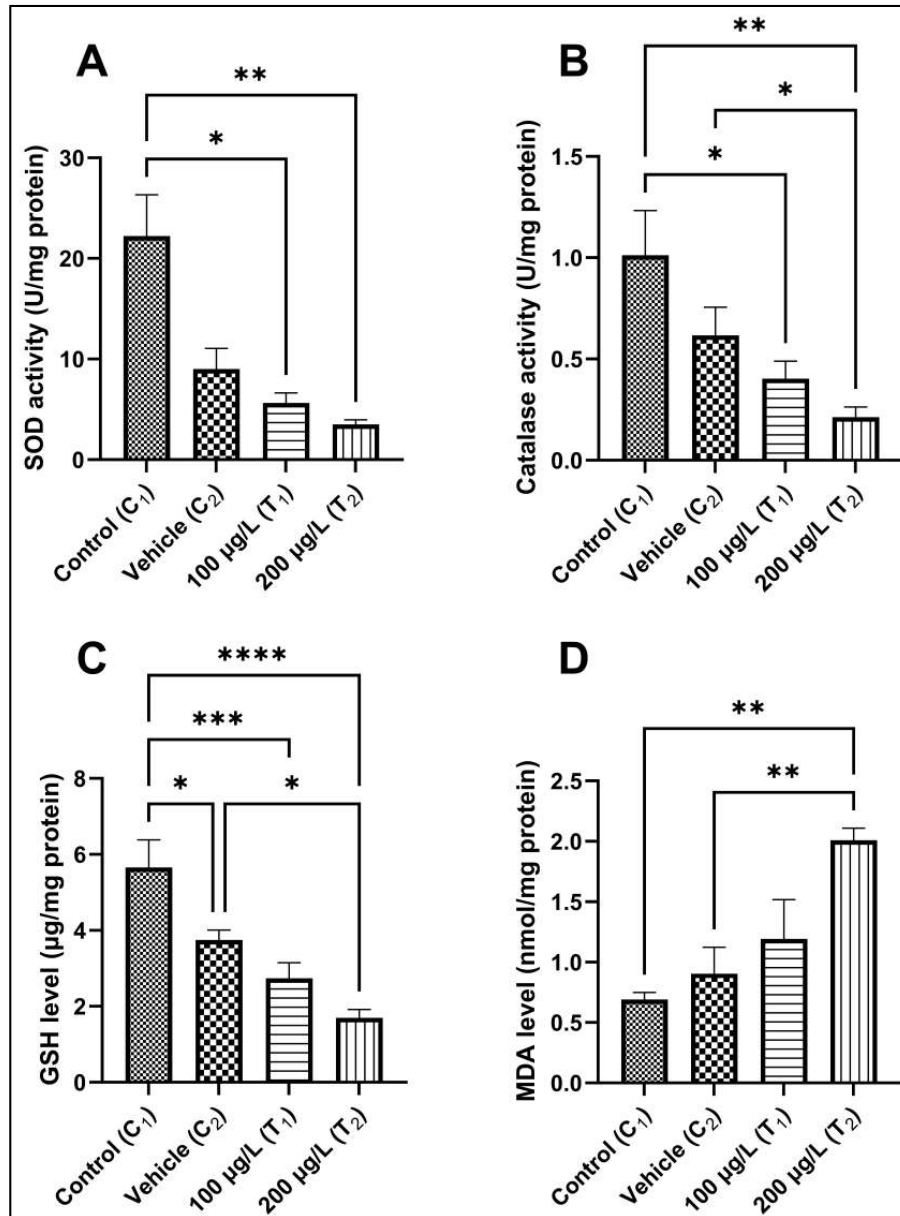 A
**
*
SOD activity (U/mg protein)
30
20
10
0
Control (C₁)
Vehicle (C₂)
100 µg/L (T₁)
200 µg/L (T₂)
B
**
*
*
Catalase activity (U/mg protein)
1.5
1.0
0.5
0.0
Control (C₁)
Vehicle (C₂)
100 µg/L (T₁)
200 µg/L (T₂)
C
****
***
*
*
GSH level (µg/mg protein)
8
6
4
2
0
Control (C₁)
Vehicle (C₂)
100 µg/L (T₁)
200 µg/L (T₂)
D
**
**
MDA level (nmol/mg protein)
2.5
2.0
1.5
1.0
0.5
0.0
Control (C₁)
Vehicle (C₂)
100 µg/L (T₁)
200 µg/L (T₂)